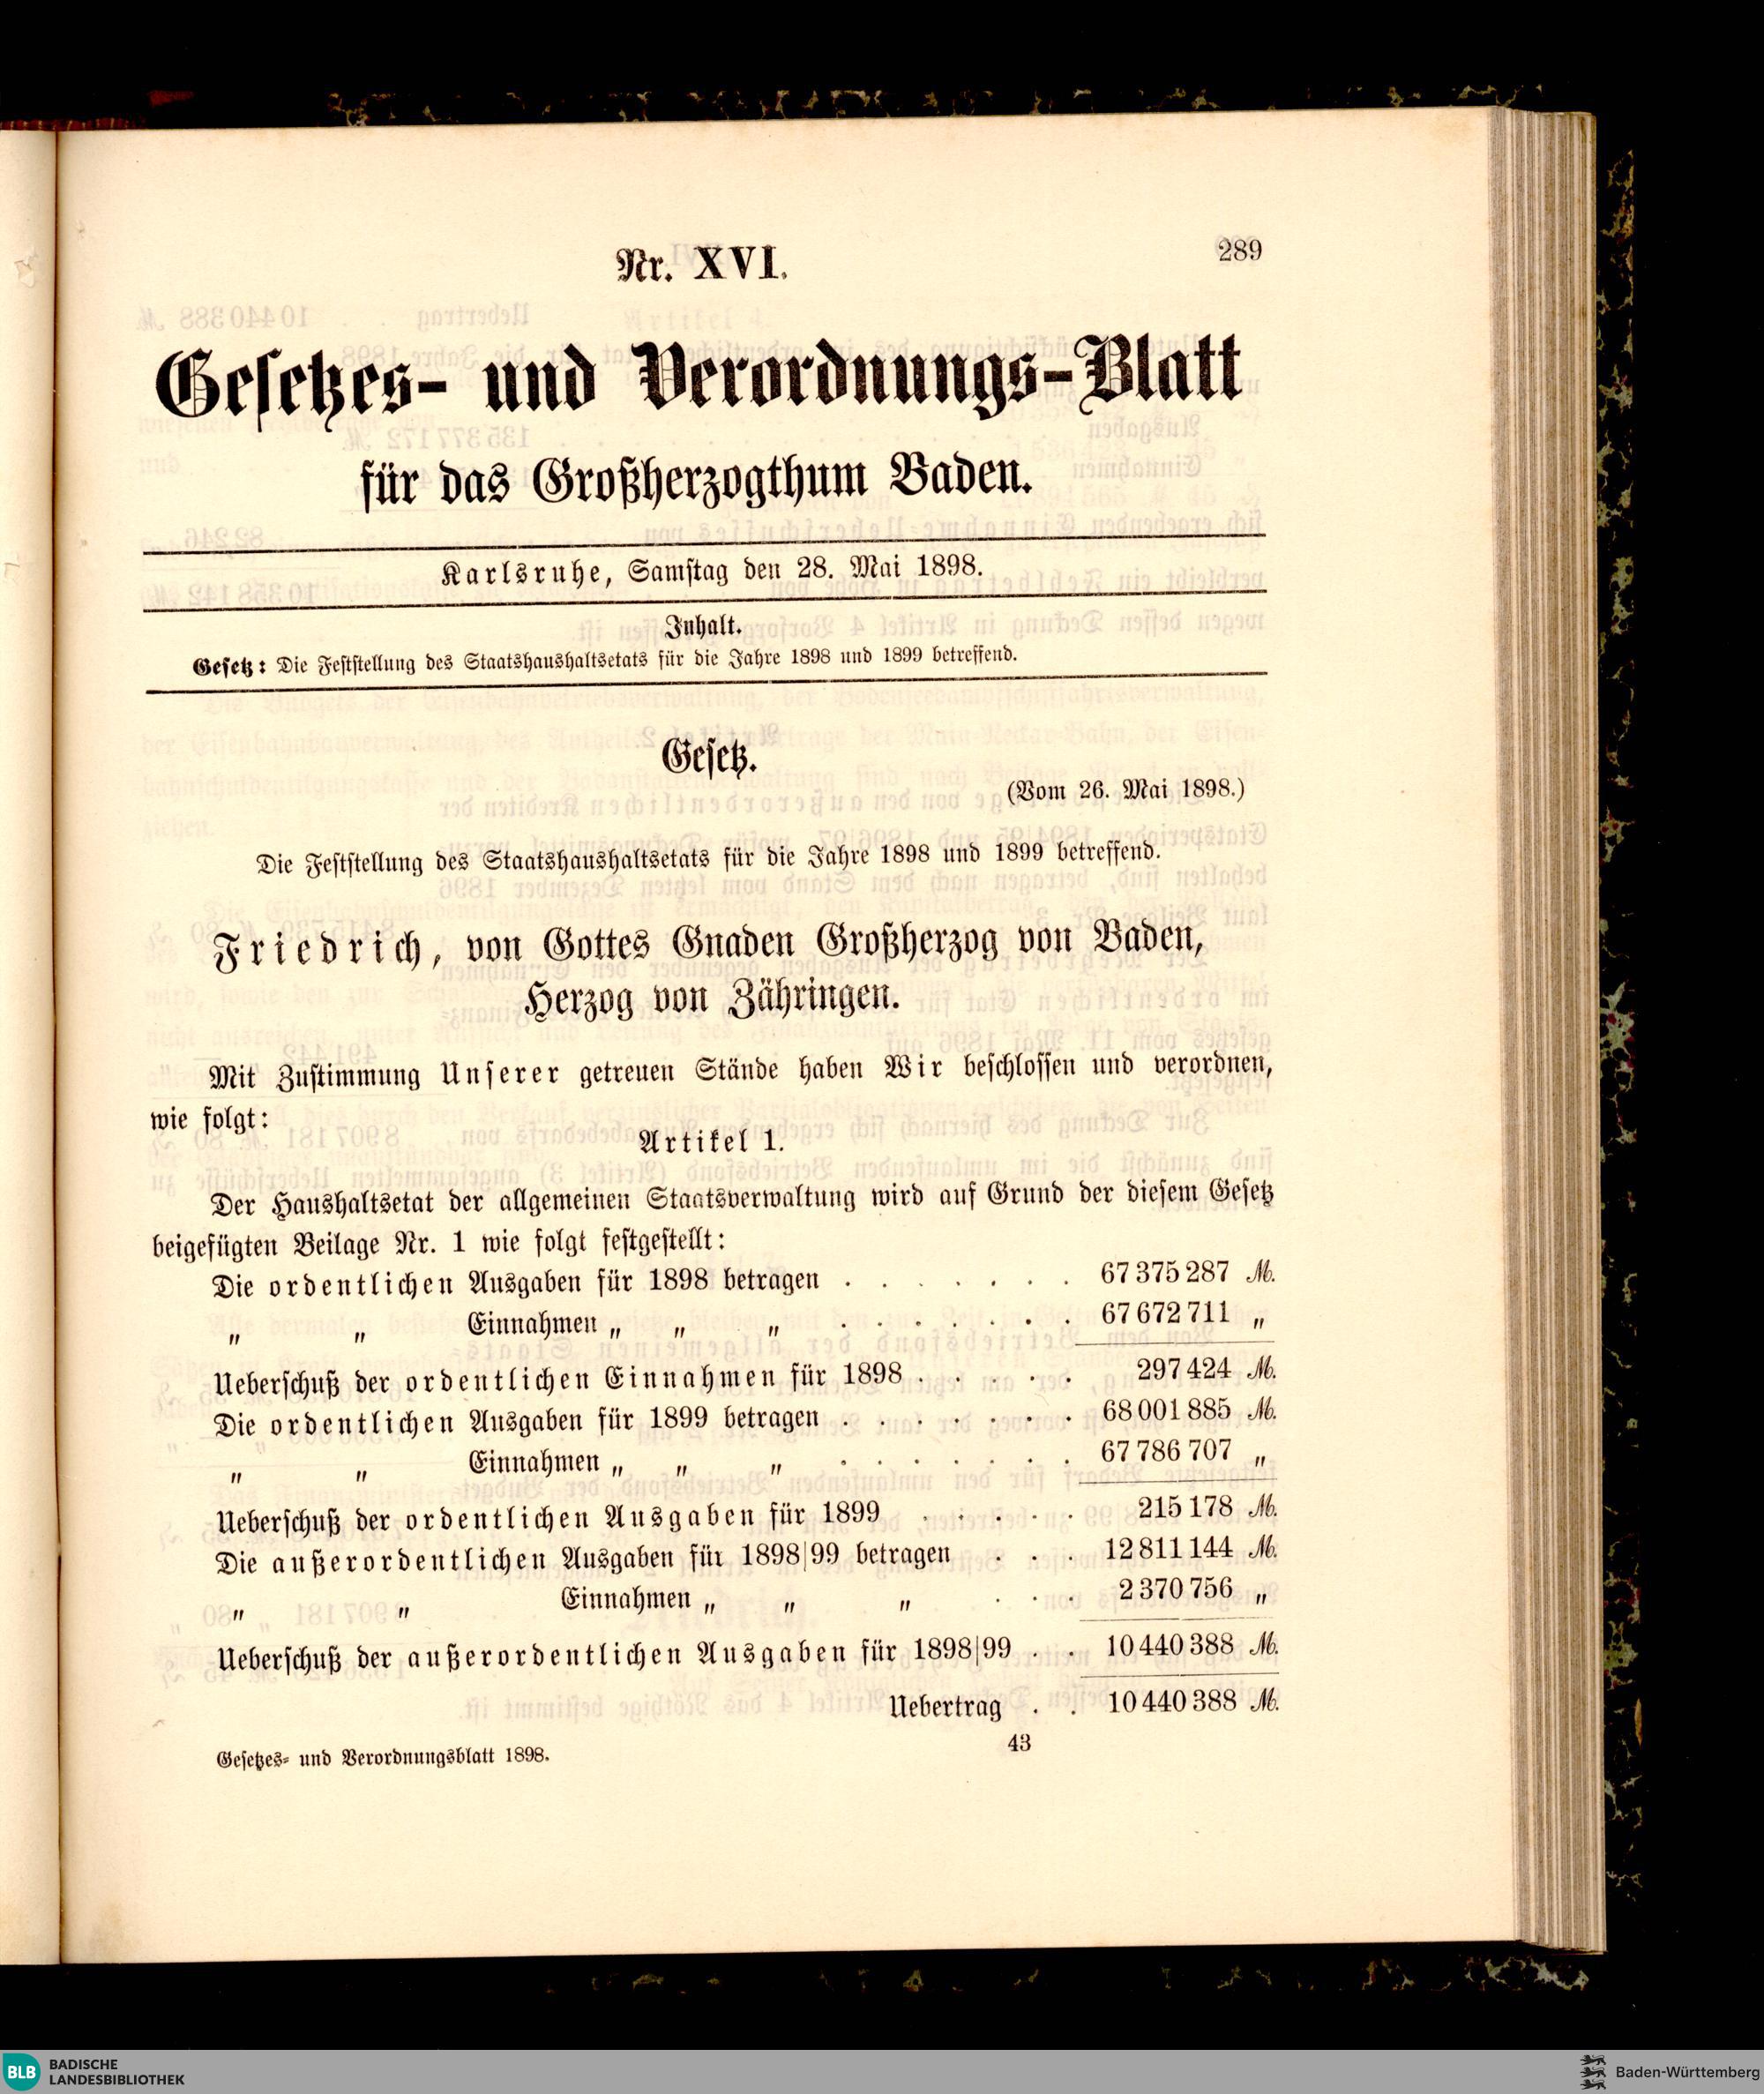 Nr. XVI.
289
Gesetzes- und Verordnungs-Blatt
für das Großherzogthum Baden.
Karlsruhe, Samstag den 28. Mai 1898.
Inhalt.
Gesetz: Die Feststellung des Staatshaushaltsetats für die Jahre 1898 und 1899 betreffend.
Gesetz.
(Vom 26. Mai 1898.)
Die Feststellung des Staatshaushaltsetats für die Jahre 1898 und 1899 betreffend.
Friedrich, von Gottes Gnaden Großherzog von Baden,
Herzog von Zähringen.
Mit Zustimmung Unserer getreuen Stände haben Wir beschlossen und verordnen,
wie folgt:
Artikel 1.
Der Haushaltsetat der allgemeinen Staatsverwaltung wird auf Grund der diesem Gesetz
beigefügten Beilage Nr. 1 wie folgt festgestellt:
Die ordentlichen Ausgaben für 1898 betragen . . . . . . . 67 375 287 M.
„ „ Einnahmen „ „ „ . . . . . . . 67 672 711 „
Ueberschuß der ordentlichen Einnahmen für 1898 . . . . . 297 424 M.
Die ordentlichen Ausgaben für 1899 betragen . . . . . . . 68 001 885 M.
„ „ Einnahmen „ „ „ . . . . . . . 67 786 707 „
Ueberschuß der ordentlichen Ausgaben für 1899 . . . . . 215 178 M.
Die außerordentlichen Ausgaben für 1898|99 betragen . . . 12 811 144 M.
„ „ Einnahmen „ „ „ . . . 2 370 756 „
Ueberschuß der außerordentlichen Ausgaben für 1898|99 . . 10 440 388 M.
Uebertrag . . 10 440 388 M.
Gesetzes- und Verordnungsblatt 1898.
43
BLB BADISCHE
LANDESBIBLIOTHEK
Baden-Württemberg